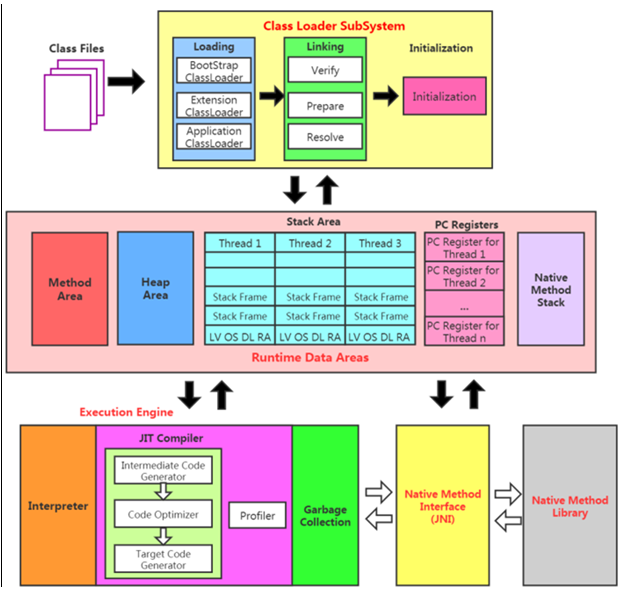 Class Loader SubSystem
Class Files
Loading
Linking
Initialization
BootStrap
ClassLoader
Extension
ClassLoader
Application
ClassLoader
Verify
Prepare
Resolve
Initialization
Stack Area
PC Registers
Method
Area
Heap
Area
Thread 1
Thread 2
Thread 3
Stack Frame
Stack Frame
Stack Frame
Stack Frame
Stack Frame
Stack Frame
LV OS DL RA
LV OS DL RA
LV OS DL RA
PC Register for
Thread 1
PC Register for
Thread 2
...
PC Register for
Thread n
Native
Method
Stack
Runtime Data Areas
Execution Engine
Interpreter
JIT Compiler
Intermediate Code
Generator
Code Optimizer
Target Code
Generator
Profiler
Garbage
Collection
Native Method
Interface
(JNI)
Native Method
Library